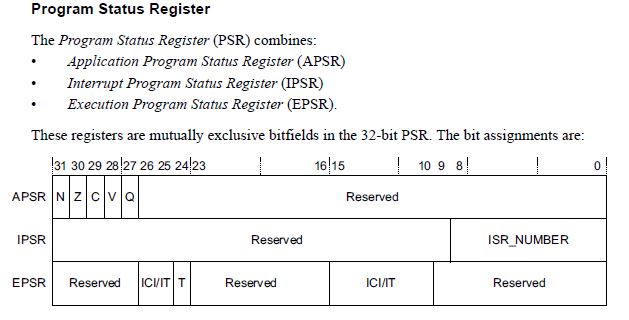 Program Status Register
The Program Status Register (PSR) combines:
• Application Program Status Register (APSR)
• Interrupt Program Status Register (IPSR)
• Execution Program Status Register (EPSR).
These registers are mutually exclusive bitfields in the 32-bit PSR. The bit assignments are:
31 30 29 28 27 26 25 24 23 16 15 10 9 8 0
APSR N Z C V Q Reserved
IPSR Reserved ISR_NUMBER
EPSR Reserved ICI/IT T Reserved ICI/IT Reserved